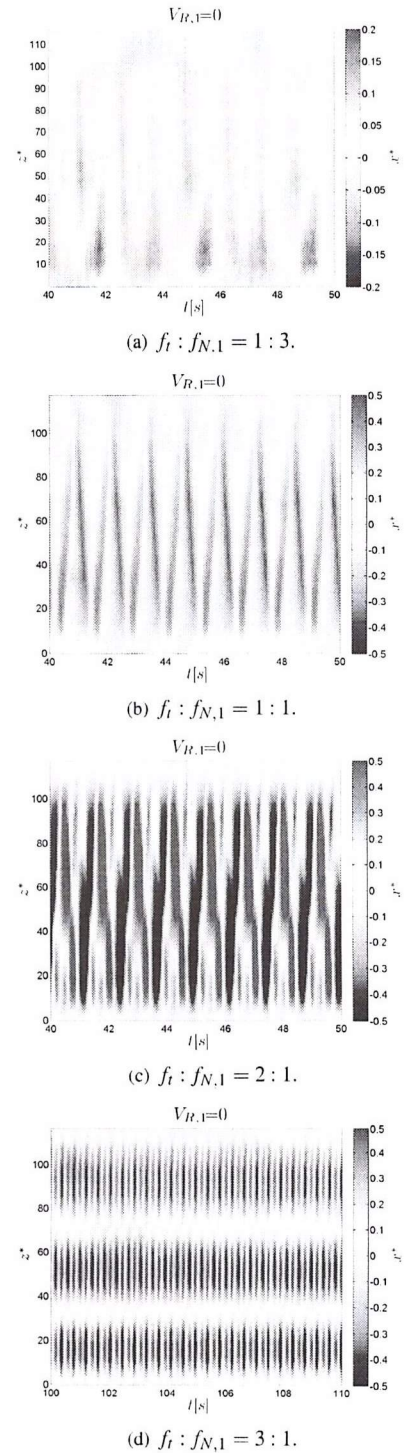 V_{R,1}=0
110
100
90
80
70
60
50
40
30
20
10
z*
40 42 44 46 48 50
t[s]
0.2
0.15
0.1
0.05
0
-0.05
-0.1
-0.15
-0.2
x*
(a) f_t : f_{N,1} = 1 : 3.
V_{R,1}=0
100
80
60
40
20
0
z*
40 42 44 46 48 50
t[s]
0.5
0.4
0.3
0.2
0.1
0
-0.1
-0.2
-0.3
-0.4
-0.5
x*
(b) f_t : f_{N,1} = 1 : 1.
V_{R,1}=0
100
80
60
40
20
0
z*
40 42 44 46 48 50
t[s]
0.5
0.4
0.3
0.2
0.1
0
-0.1
-0.2
-0.3
-0.4
-0.5
x*
(c) f_t : f_{N,1} = 2 : 1.
V_{R,1}=0
100
80
60
40
20
0
z*
100 102 104 106 108 110
t[s]
0.5
0.4
0.3
0.2
0.1
0
-0.1
-0.2
-0.3
-0.4
-0.5
x*
(d) f_t : f_{N,1} = 3 : 1.